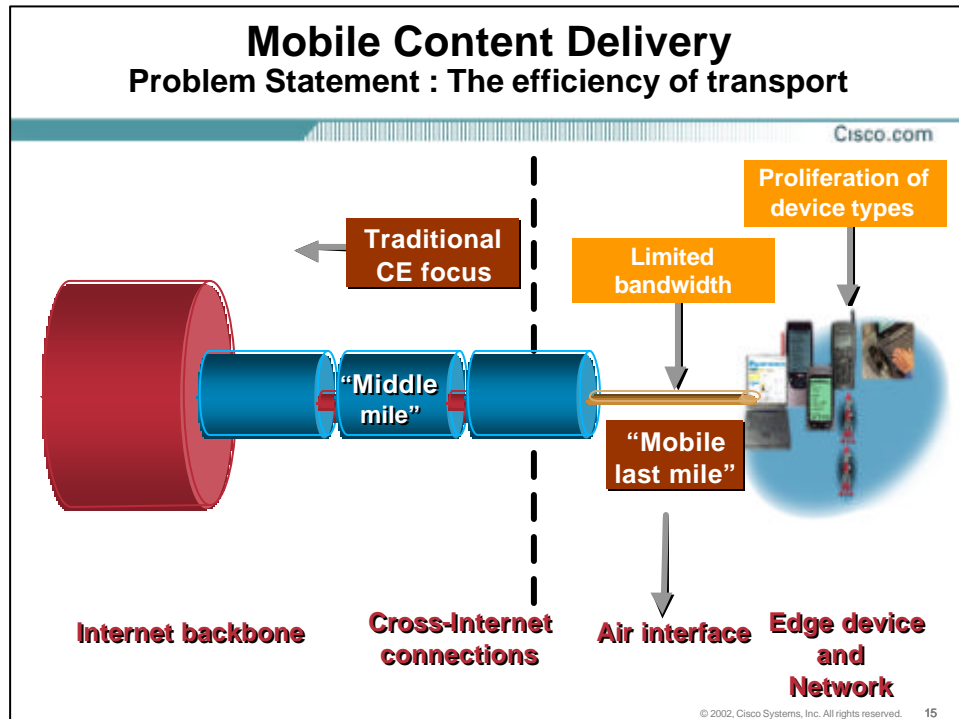 Mobile Content Delivery
Problem Statement : The efficiency of transport
Cisco.com
Proliferation of
device types
Traditional
CE focus
Limited
bandwidth
“Middle
mile”
“Mobile
last mile”
Internet backbone
Cross-Internet
connections
Air interface
Edge device
and
Network
© 2002, Cisco Systems, Inc. All rights reserved.
15